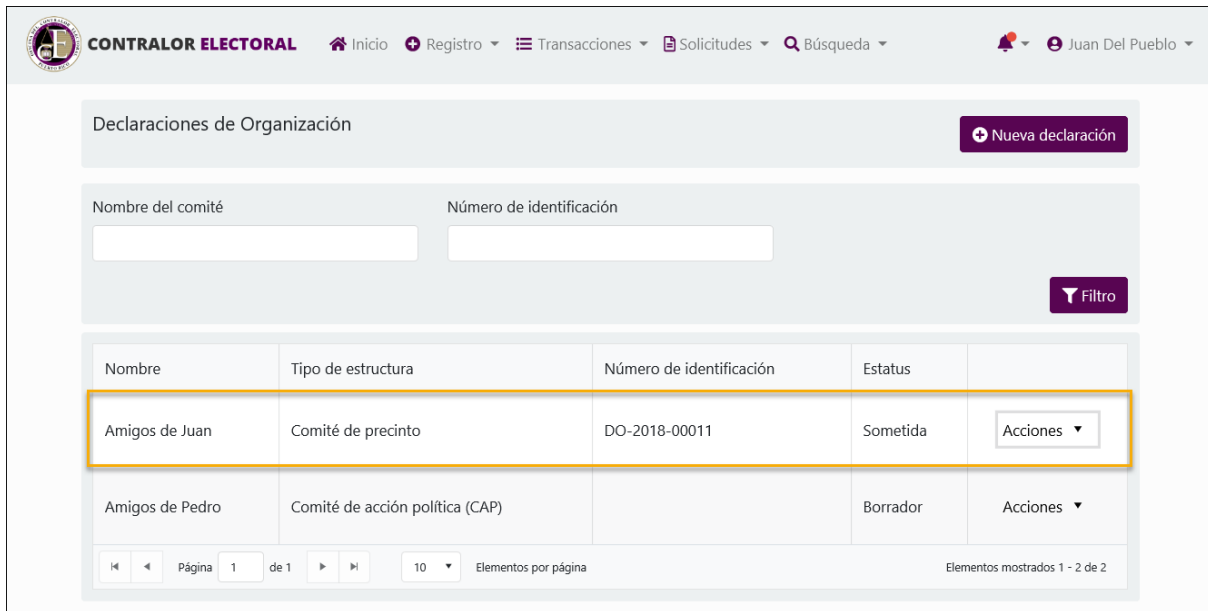 CONTRALOR ELECTORAL Inicio Registro Transacciones Solicitudes Búsqueda Juan Del Pueblo
Declaraciones de Organización
Nueva declaración
Nombre del comité Número de identificación
Filtro
Nombre Tipo de estructura Número de identificación Estatus
Amigos de Juan Comité de precinto DO-2018-00011 Sometida Acciones
Amigos de Pedro Comité de acción política (CAP) Borrador Acciones
Página 1 de 1 10 Elementos por página Elementos mostrados 1 - 2 de 2